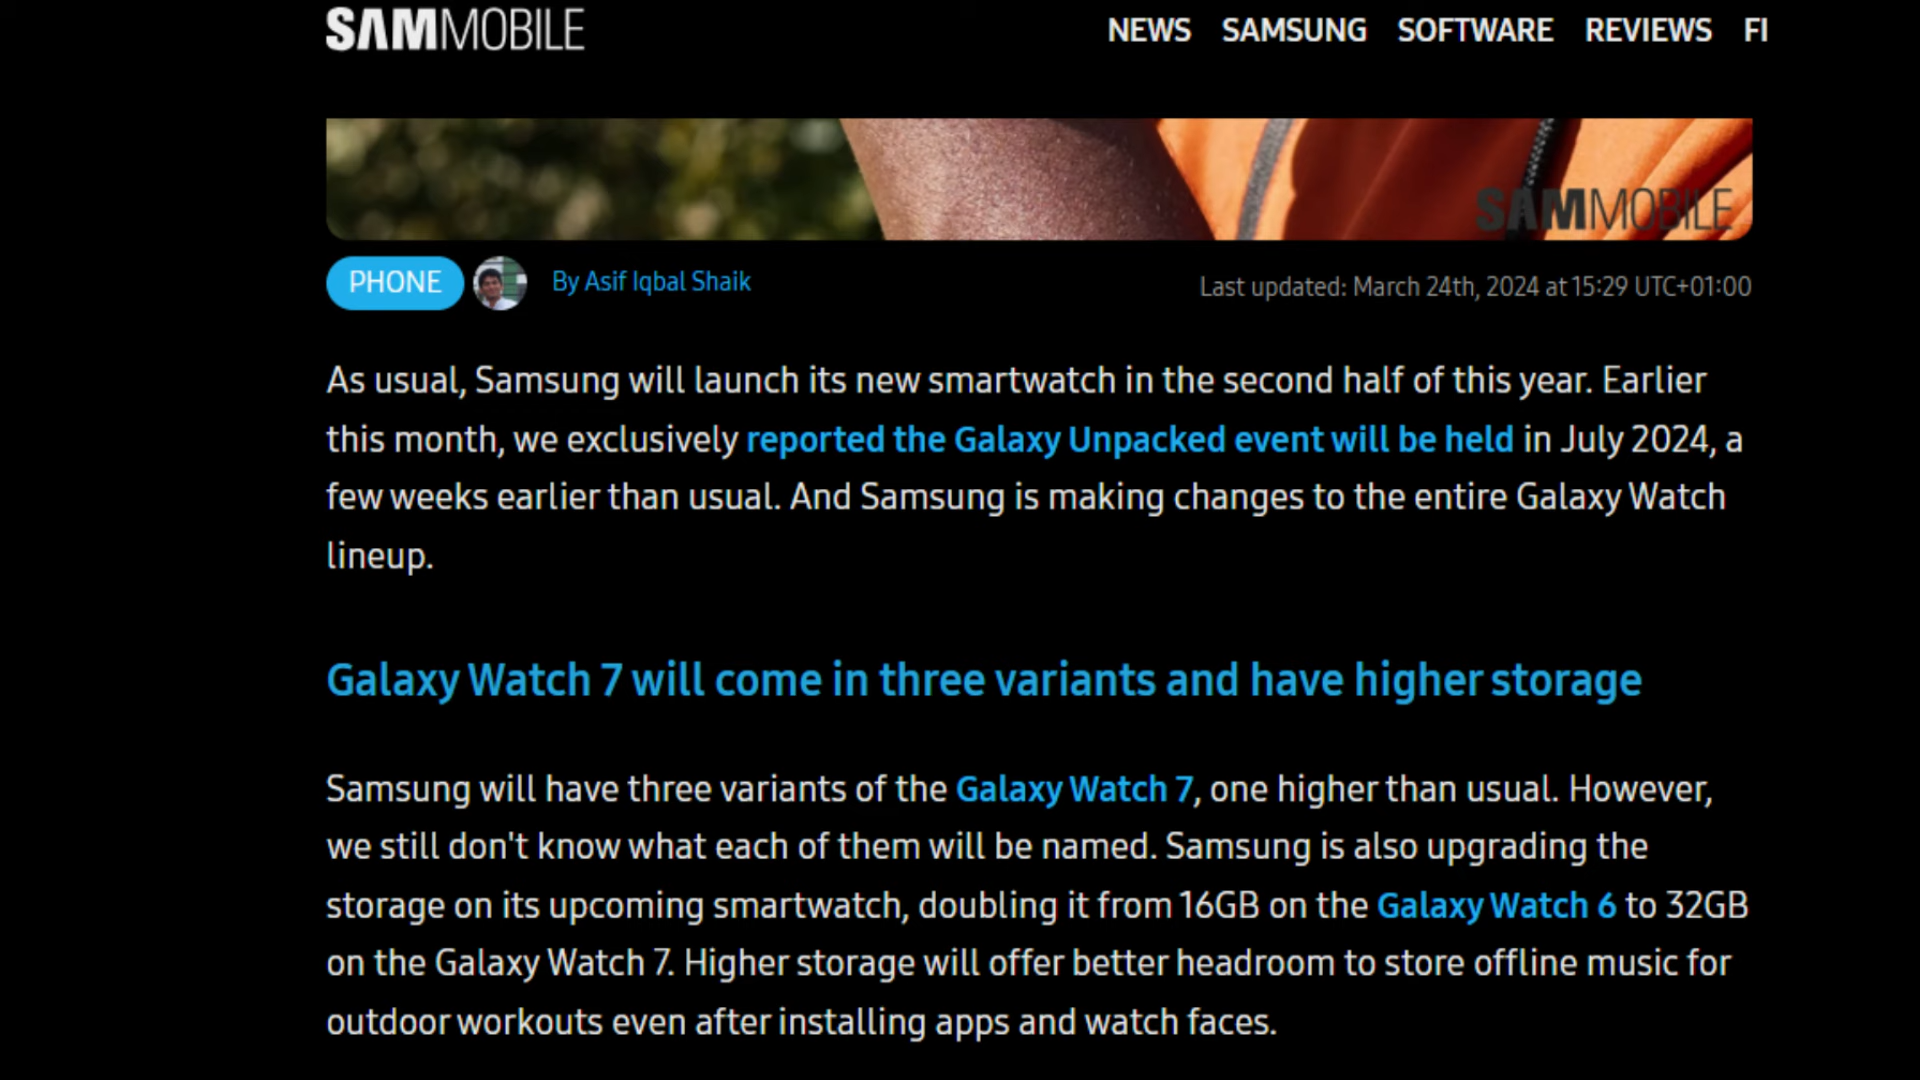 SAMMOBILE
NEWS SAMSUNG SOFTWARE REVIEWS FI
SAMMOBILE
PHONE By Asif Iqbal Shaik Last updated: March 24th, 2024 at 15:29 UTC+01:00
As usual, Samsung will launch its new smartwatch in the second half of this year. Earlier
this month, we exclusively reported the Galaxy Unpacked event will be held in July 2024, a
few weeks earlier than usual. And Samsung is making changes to the entire Galaxy Watch
lineup.
Galaxy Watch 7 will come in three variants and have higher storage
Samsung will have three variants of the Galaxy Watch 7, one higher than usual. However,
we still don't know what each of them will be named. Samsung is also upgrading the
storage on its upcoming smartwatch, doubling it from 16GB on the Galaxy Watch 6 to 32GB
on the Galaxy Watch 7. Higher storage will offer better headroom to store offline music for
outdoor workouts even after installing apps and watch faces.